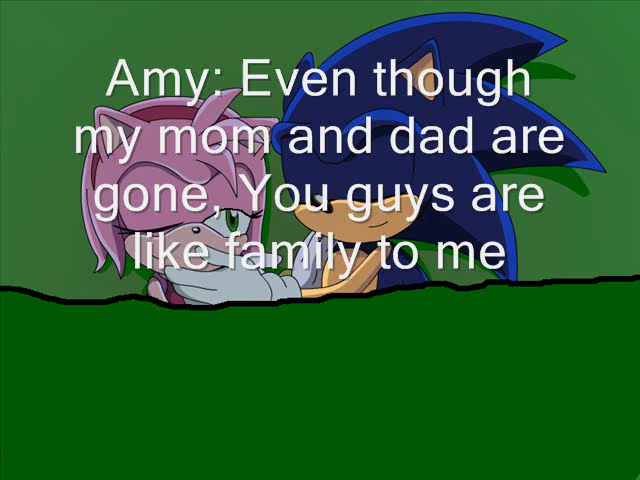 Amy: Even though
my mom and dad are
gone, You guys are
like family to me